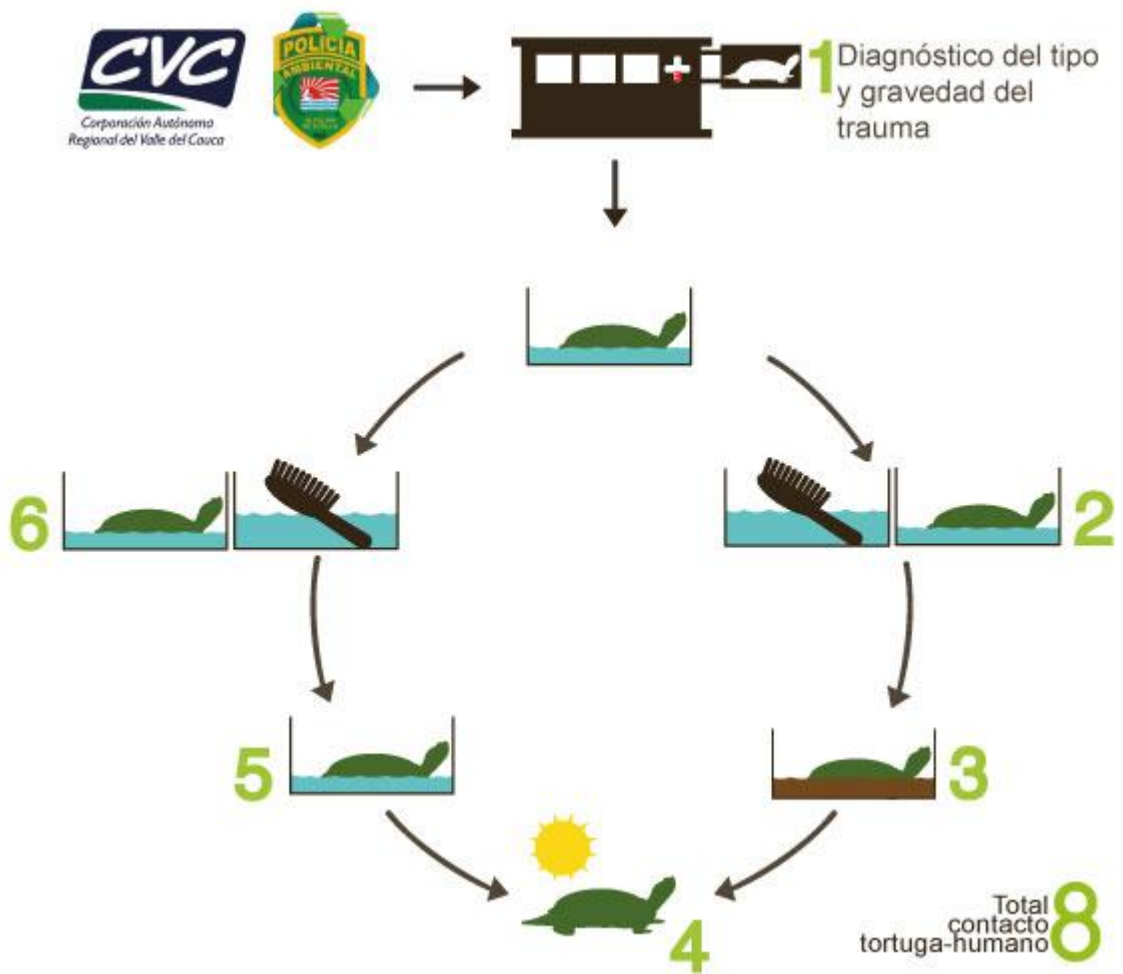 CVC
Corporación Autónoma
Regional del Valle del Cauca
POLICÍA
AMBIENTAL
1
Diagnóstico del tipo
y gravedad del
trauma
6
2
5
3
4
Total
contacto
tortuga-humano
8